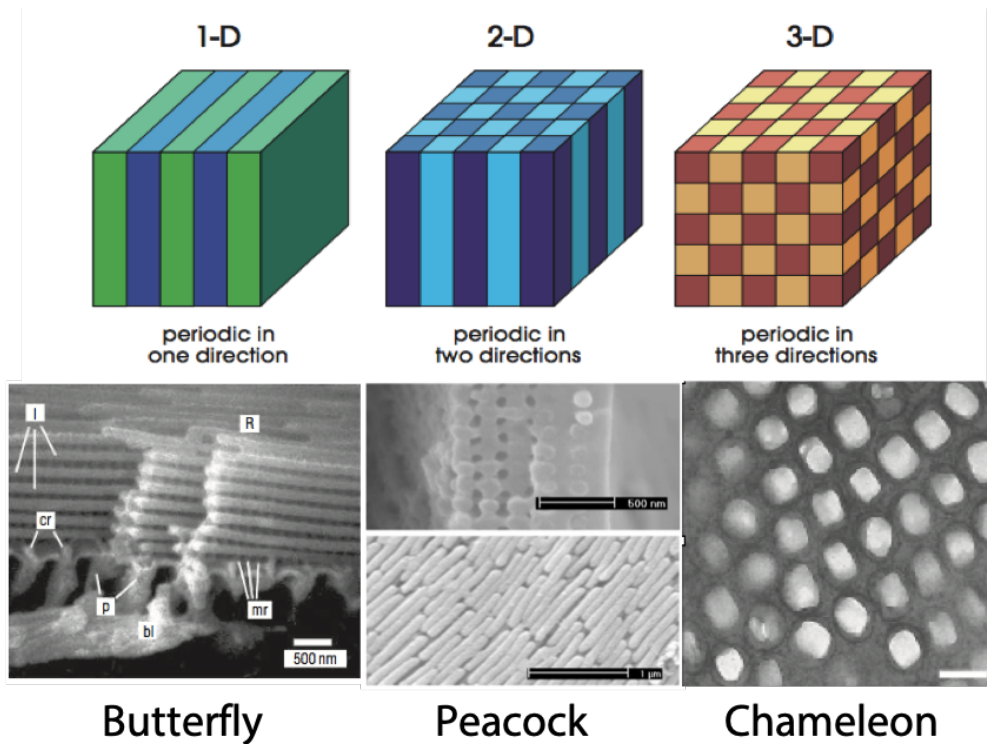 1-D
2-D
3-D
periodic in
one direction
periodic in
two directions
periodic in
three directions
l
R
cr
p
bl
mr
500 nm
500 nm
1 µm
Butterfly
Peacock
Chameleon